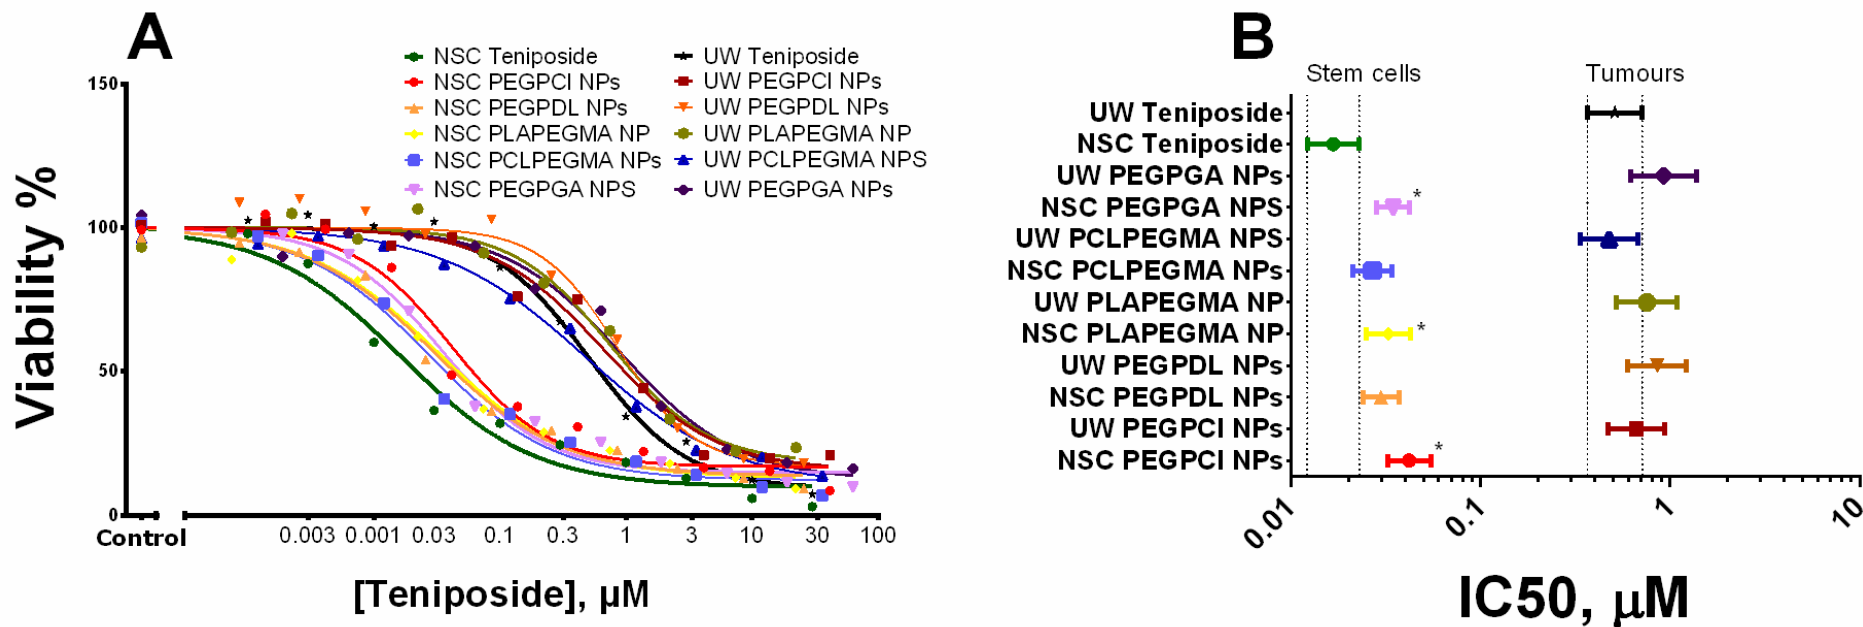 A
NSC Teniposide
NSC PEGPCI NPs
NSC PEGPDL NPs
NSC PLAPEGMA NP
NSC PCLPEGMA NPs
NSC PEGPGA NPS
UW Teniposide
UW PEGPCI NPs
UW PEGPDL NPs
UW PLAPEGMA NP
UW PCLPEGMA NPS
UW PEGPGA NPs
Viability %
150
100
50
0
Control
0.003 0.001 0.03 0.1 0.3 1 3 10 30 100
[Teniposide], µM
B
Stem cells Tumours
UW Teniposide
NSC Teniposide
UW PEGPGA NPs
NSC PEGPGA NPS *
UW PCLPEGMA NPS
NSC PCLPEGMA NPs
UW PLAPEGMA NP
NSC PLAPEGMA NP *
UW PEGPDL NPs
NSC PEGPDL NPs
UW PEGPCI NPs
NSC PEGPCI NPs *
0.01 0.1 1 10
IC50, µM